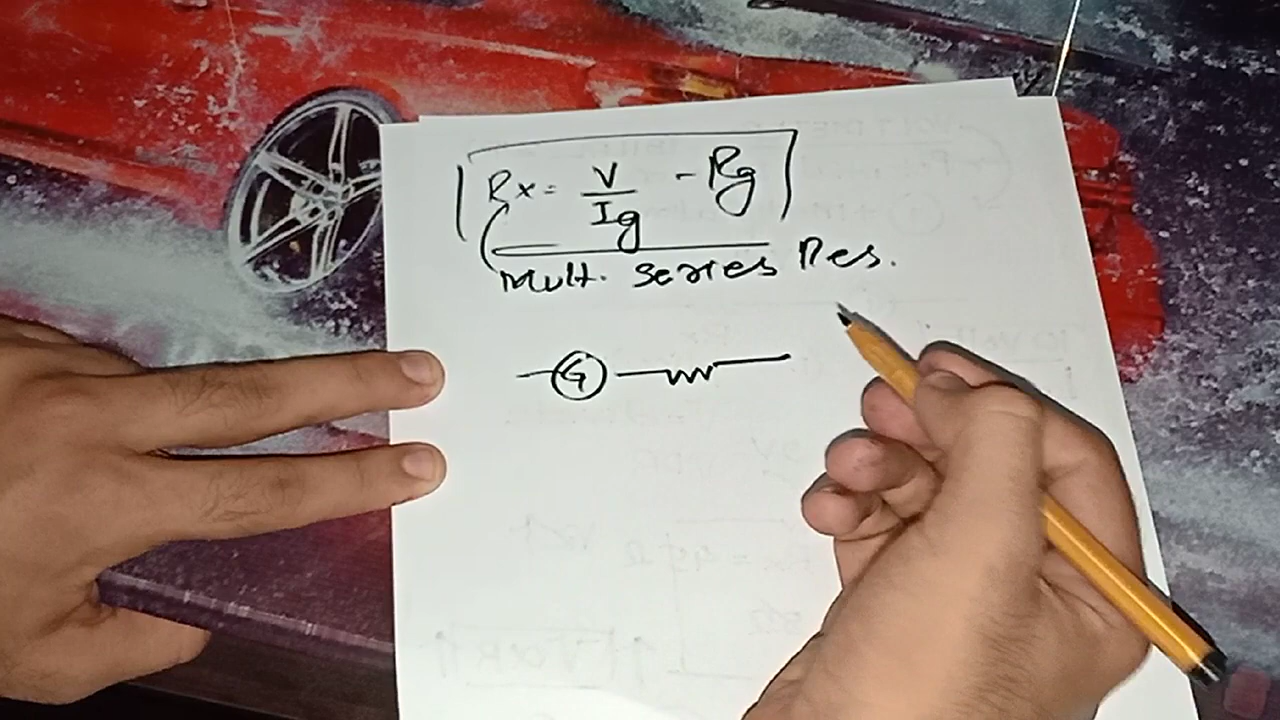 Rx = V/Ig - Rg
Mult. series Res.
G